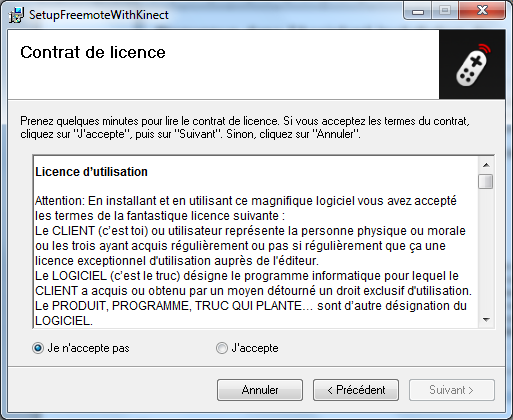 SetupFreemoteWithKinect
Contrat de licence
Prenez quelques minutes pour lire le contrat de licence. Si vous acceptez les termes du contrat,
cliquez sur "J'accepte", puis sur "Suivant". Sinon, cliquez sur "Annuler".
Licence d'utilisation
Attention: En installant et en utilisant ce magnifique logiciel vous avez accepté
les termes de la fantastique licence suivante :
Le CLIENT (c'est toi) ou utilisateur représente la personne physique ou morale
ou les trois ayant acquis régulièrement ou pas si régulièrement que ça une
licence exceptionnel d'utilisation auprès de l'éditeur.
Le LOGICIEL (c'est le truc) désigne le programme informatique pour lequel le
CLIENT a acquis ou obtenu par un moyen détourné un droit exclusif d'utilisation.
Le PRODUIT, PROGRAMME, TRUC QUI PLANTE… sont d'autre désignation du
LOGICIEL.
Je n'accepte pas
J'accepte
Annuler
< Précédent
Suivant >